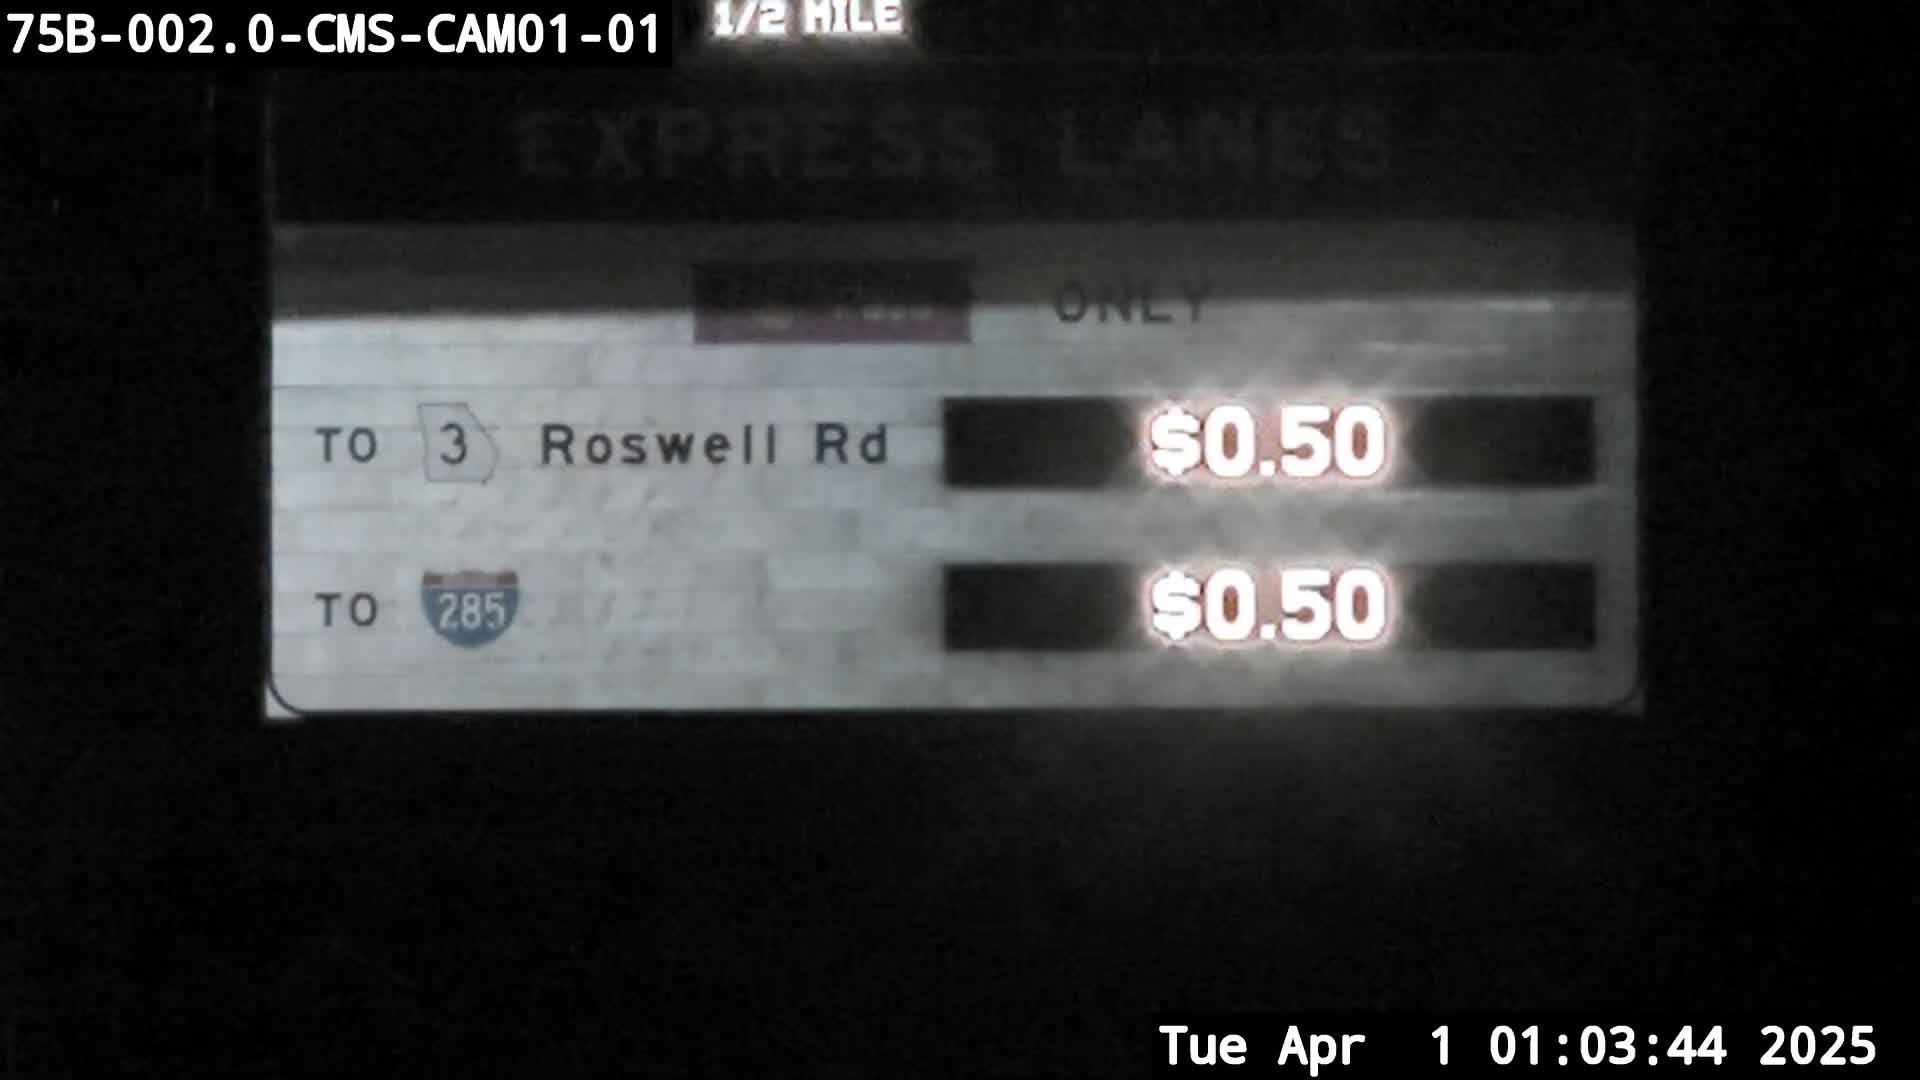 75B-002.0-CMS-CAM01-01
1/2 MILE
EXPRESS LANES
Pass ONLY
TO 3 Roswell Rd $0.50
TO 285 $0.50
Tue Apr 1 01:03:44 2025